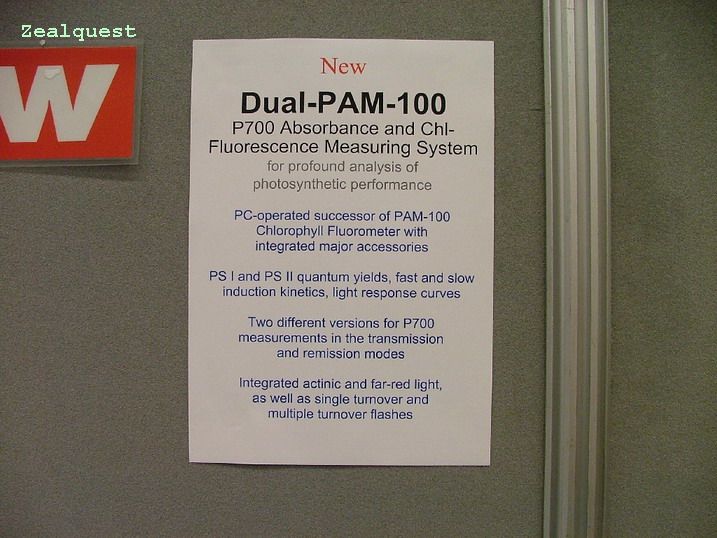 Zealquest
W
New
Dual-PAM-100
P700 Absorbance and Chl-
Fluorescence Measuring System
for profound analysis of
photosynthetic performance
PC-operated successor of PAM-100
Chlorophyll Fluorometer with
integrated major accessories
PS I and PS II quantum yields, fast and slow
induction kinetics, light response curves
Two different versions for P700
measurements in the transmission
and remission modes
Integrated actinic and far-red light,
as well as single turnover and
multiple turnover flashes